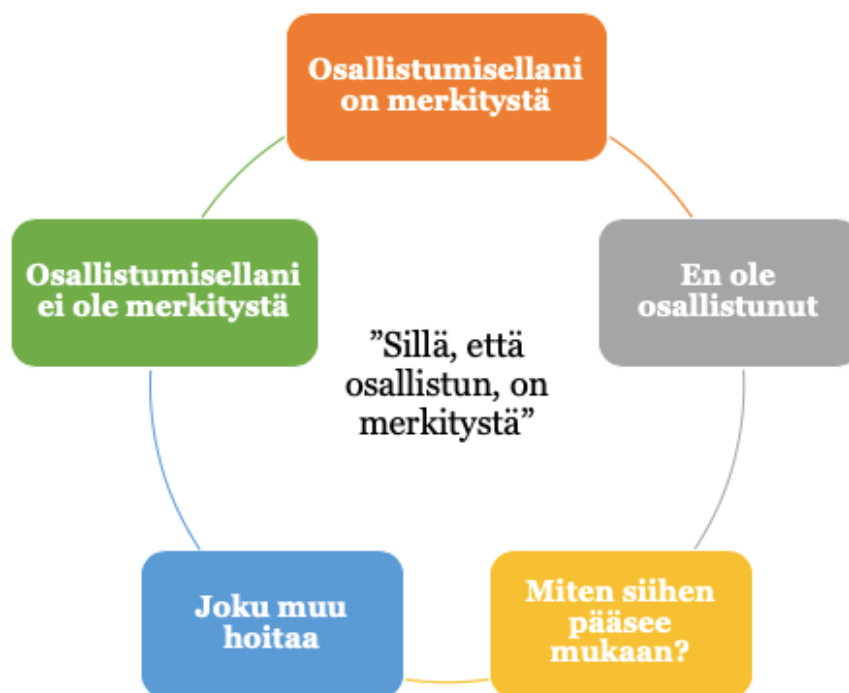 Osallistumisellani
on merkitystä
En ole
osallistunut
Miten siihen
pääsee
mukaan?
Joku muu
hoitaa
Osallistumisellani
ei ole merkitystä
”Sillä, että
osallistun, on
merkitystä”